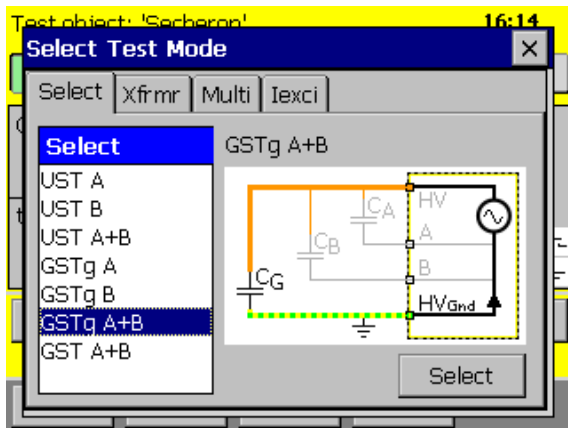 Test object: 'Secheron'
16:14
Select Test Mode
Select
Xfrmr
Multi
Iexci
Select
GSTg A+B
UST A
UST B
UST A+B
GSTg A
GSTg B
GSTg A+B
GST A+B
HV
CA
A
CB
B
CG
HVGnd
Select